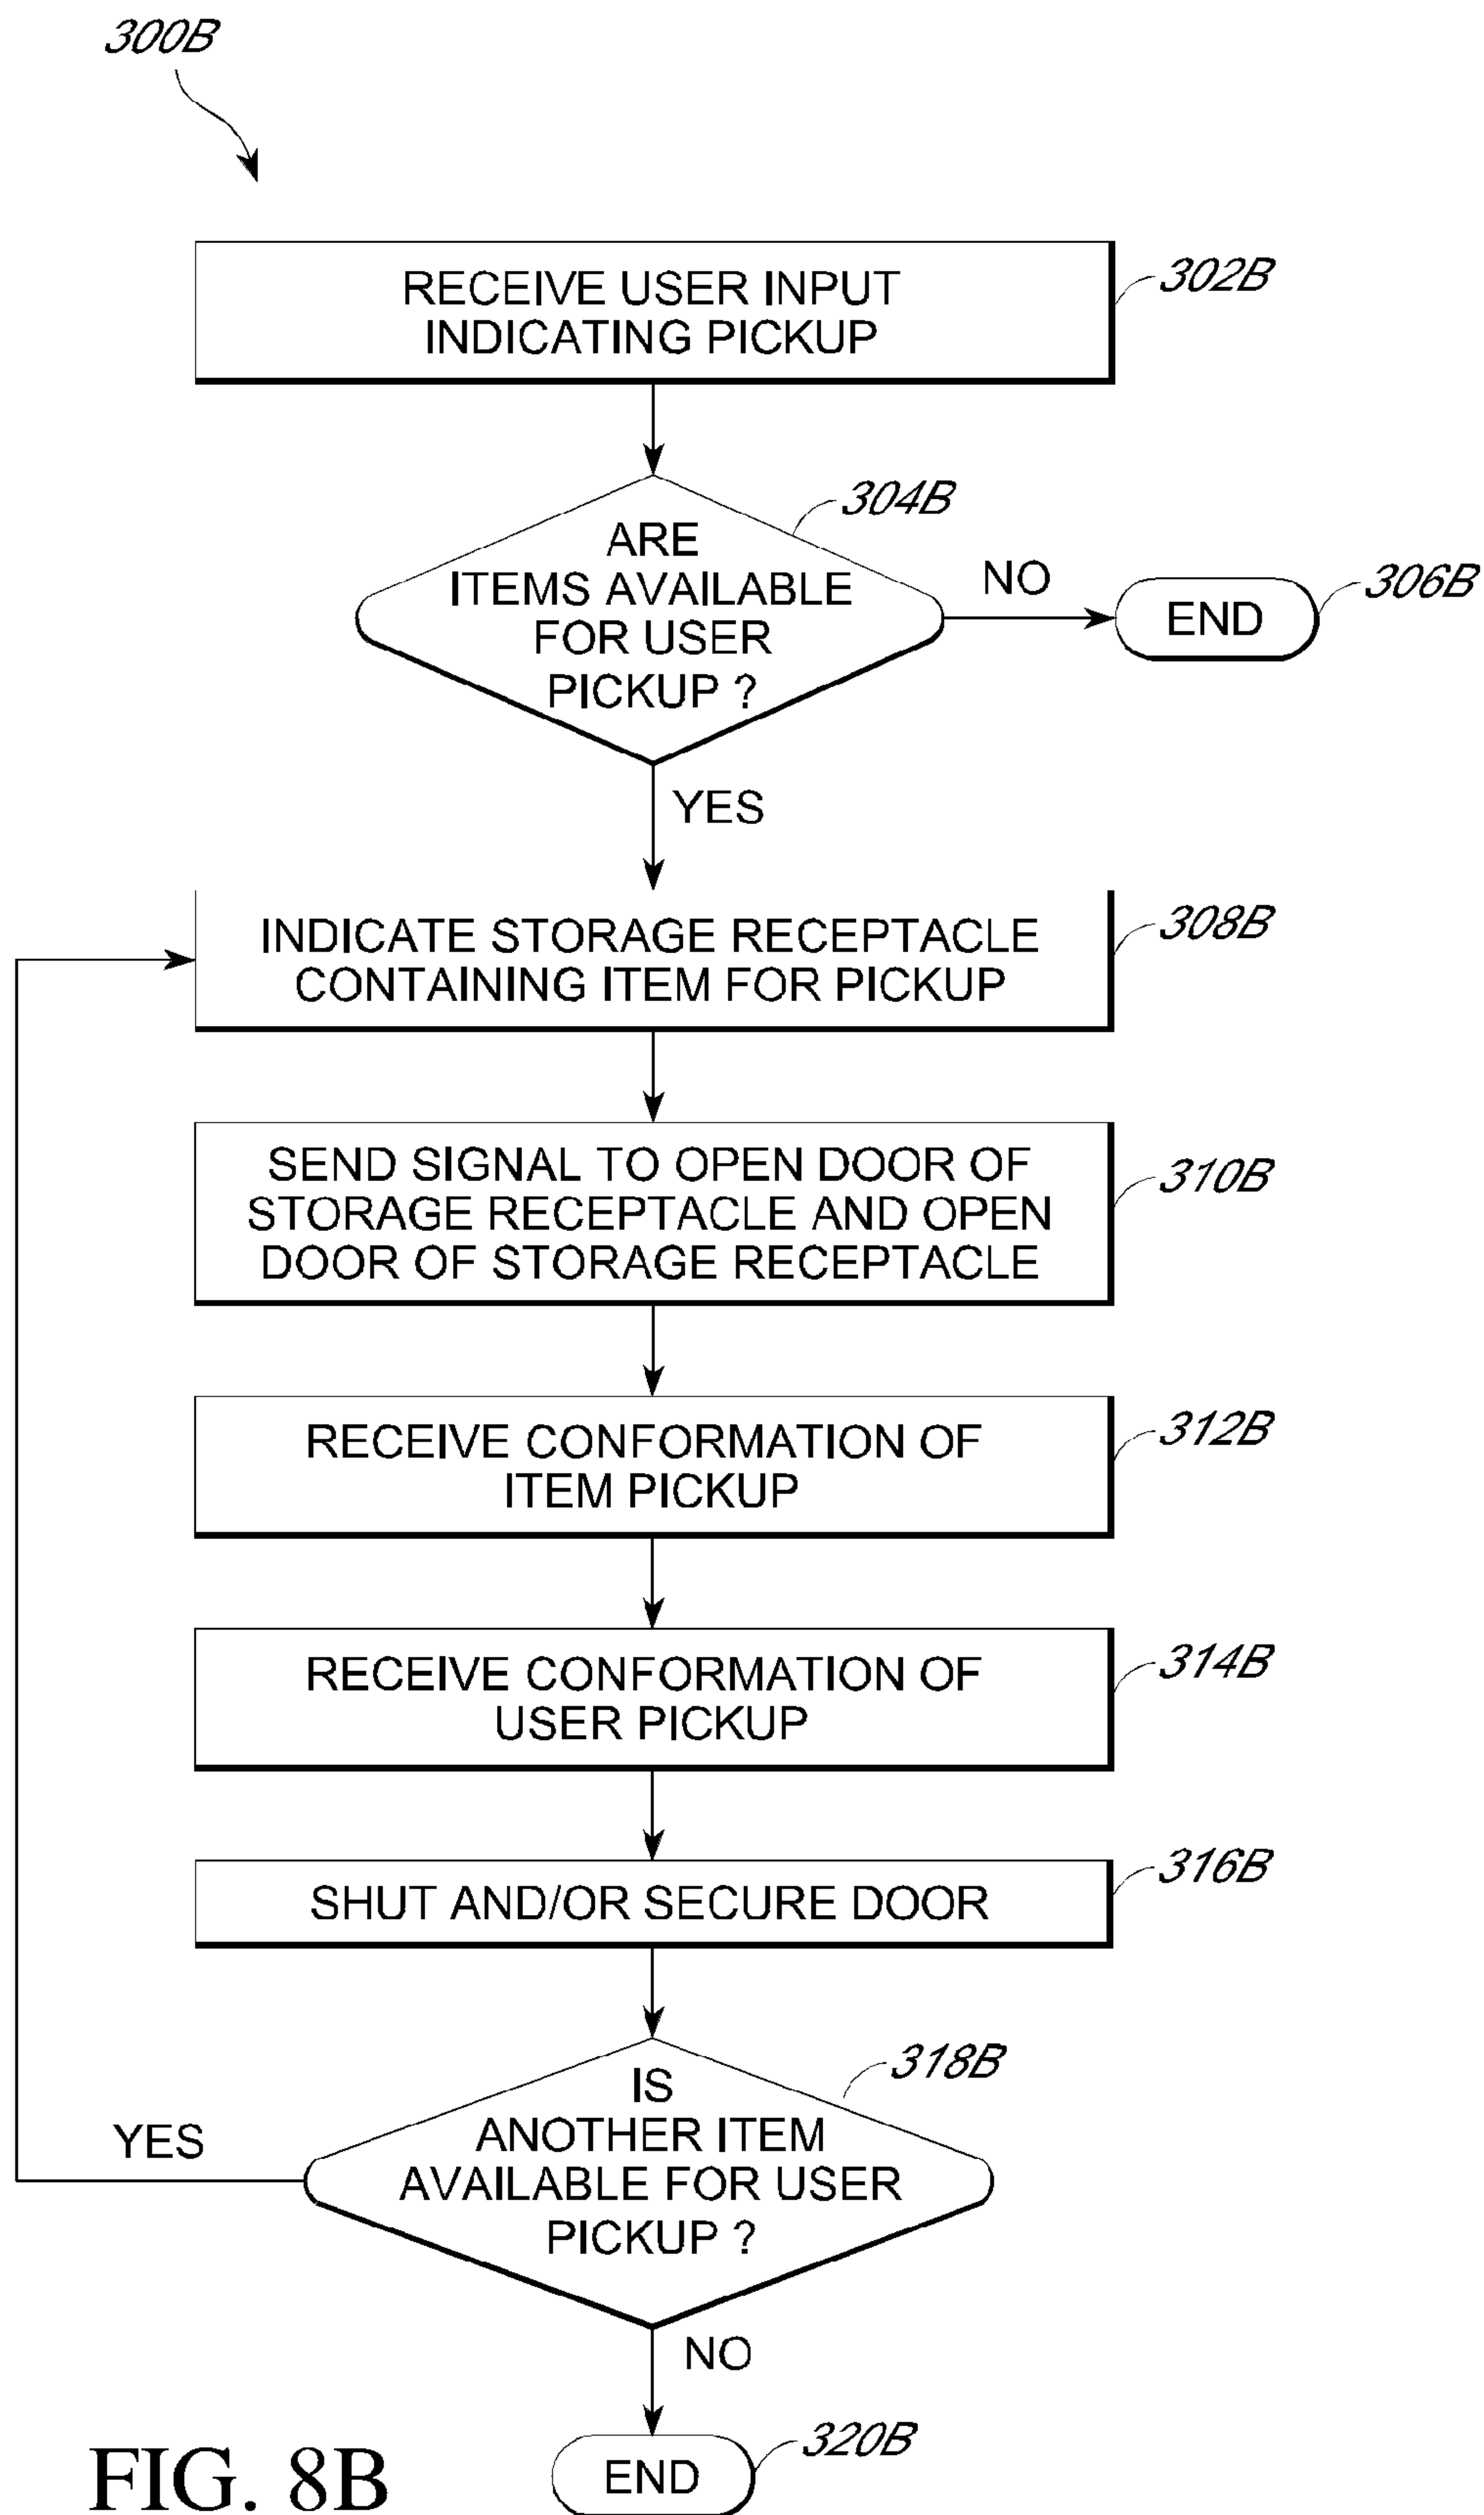 300B
RECEIVE USER INPUT
INDICATING PICKUP
302B
304B
ARE
ITEMS AVAILABLE
FOR USER
PICKUP ?
NO
END
306B
YES
INDICATE STORAGE RECEPTACLE
CONTAINING ITEM FOR PICKUP
308B
SEND SIGNAL TO OPEN DOOR OF
STORAGE RECEPTACLE AND OPEN
DOOR OF STORAGE RECEPTACLE
310B
RECEIVE CONFORMATION OF
ITEM PICKUP
312B
RECEIVE CONFORMATION OF
USER PICKUP
314B
SHUT AND/OR SECURE DOOR
316B
318B
IS
ANOTHER ITEM
AVAILABLE FOR USER
PICKUP ?
YES
NO
END
320B
FIG. 8B